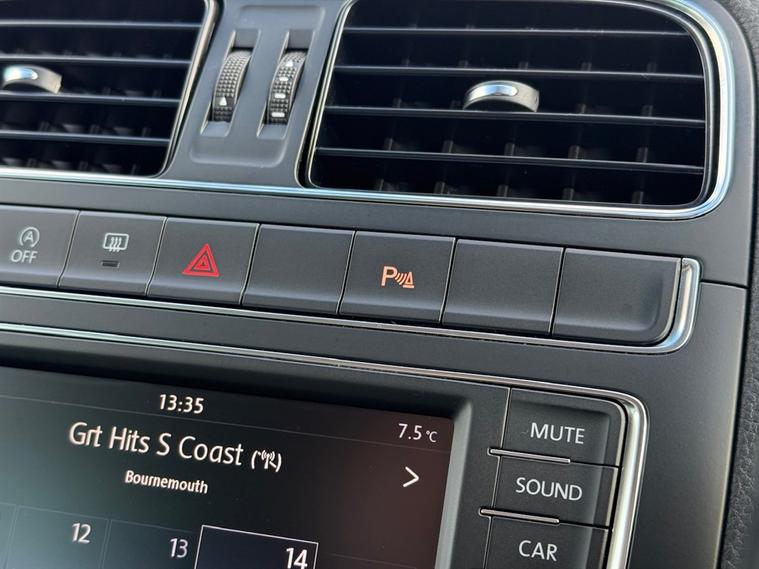 A
OFF
P
13:35
7.5 °C
Grt Hits S Coast
Bournemouth
>
12
13
14
MUTE
SOUND
CAR